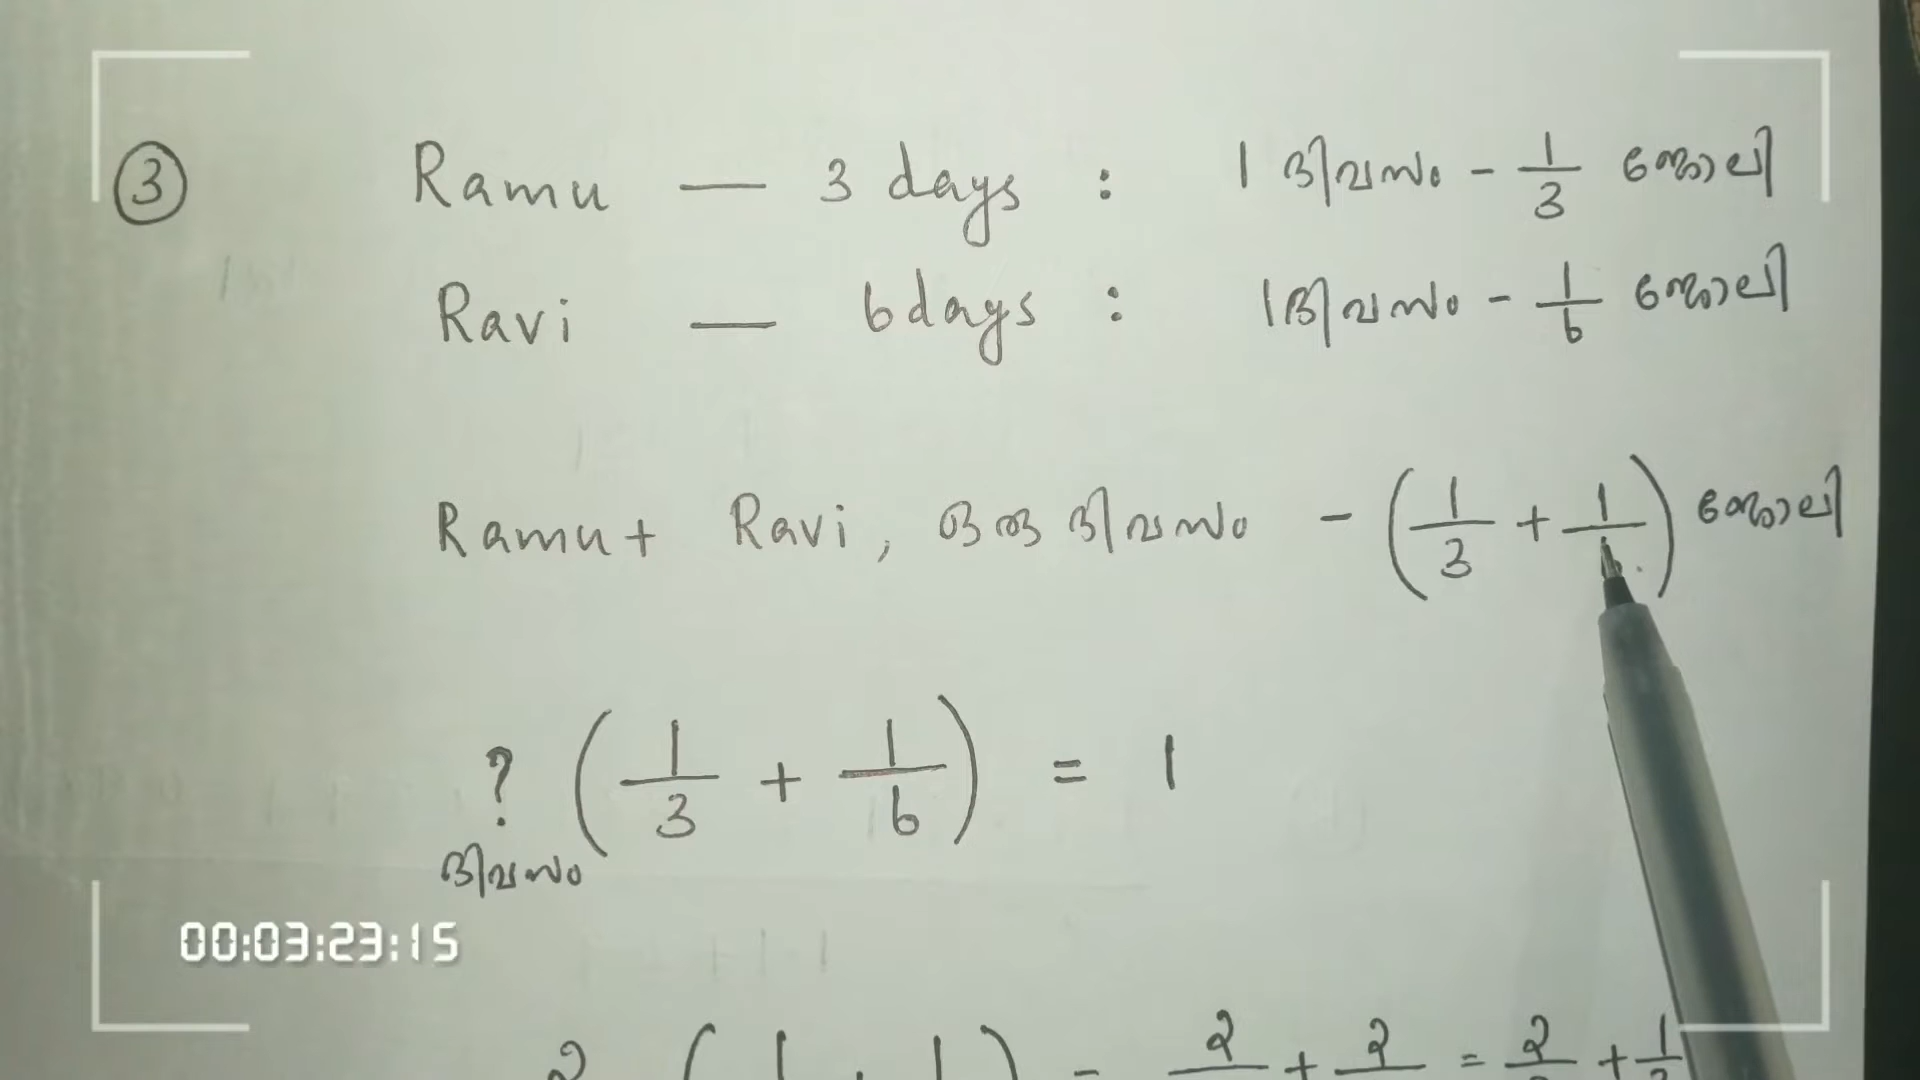 3 Ramu — 3 days : 1 ദിവസം - 1/3 ജോലി
Ravi — 6 days : 1 ദിവസം - 1/6 ജോലി
Ramu + Ravi, ഒരു ദിവസം - (1/3 + 1/6) ജോലി
? (1/3 + 1/6) = 1
ദിവസം
00:03:23:15